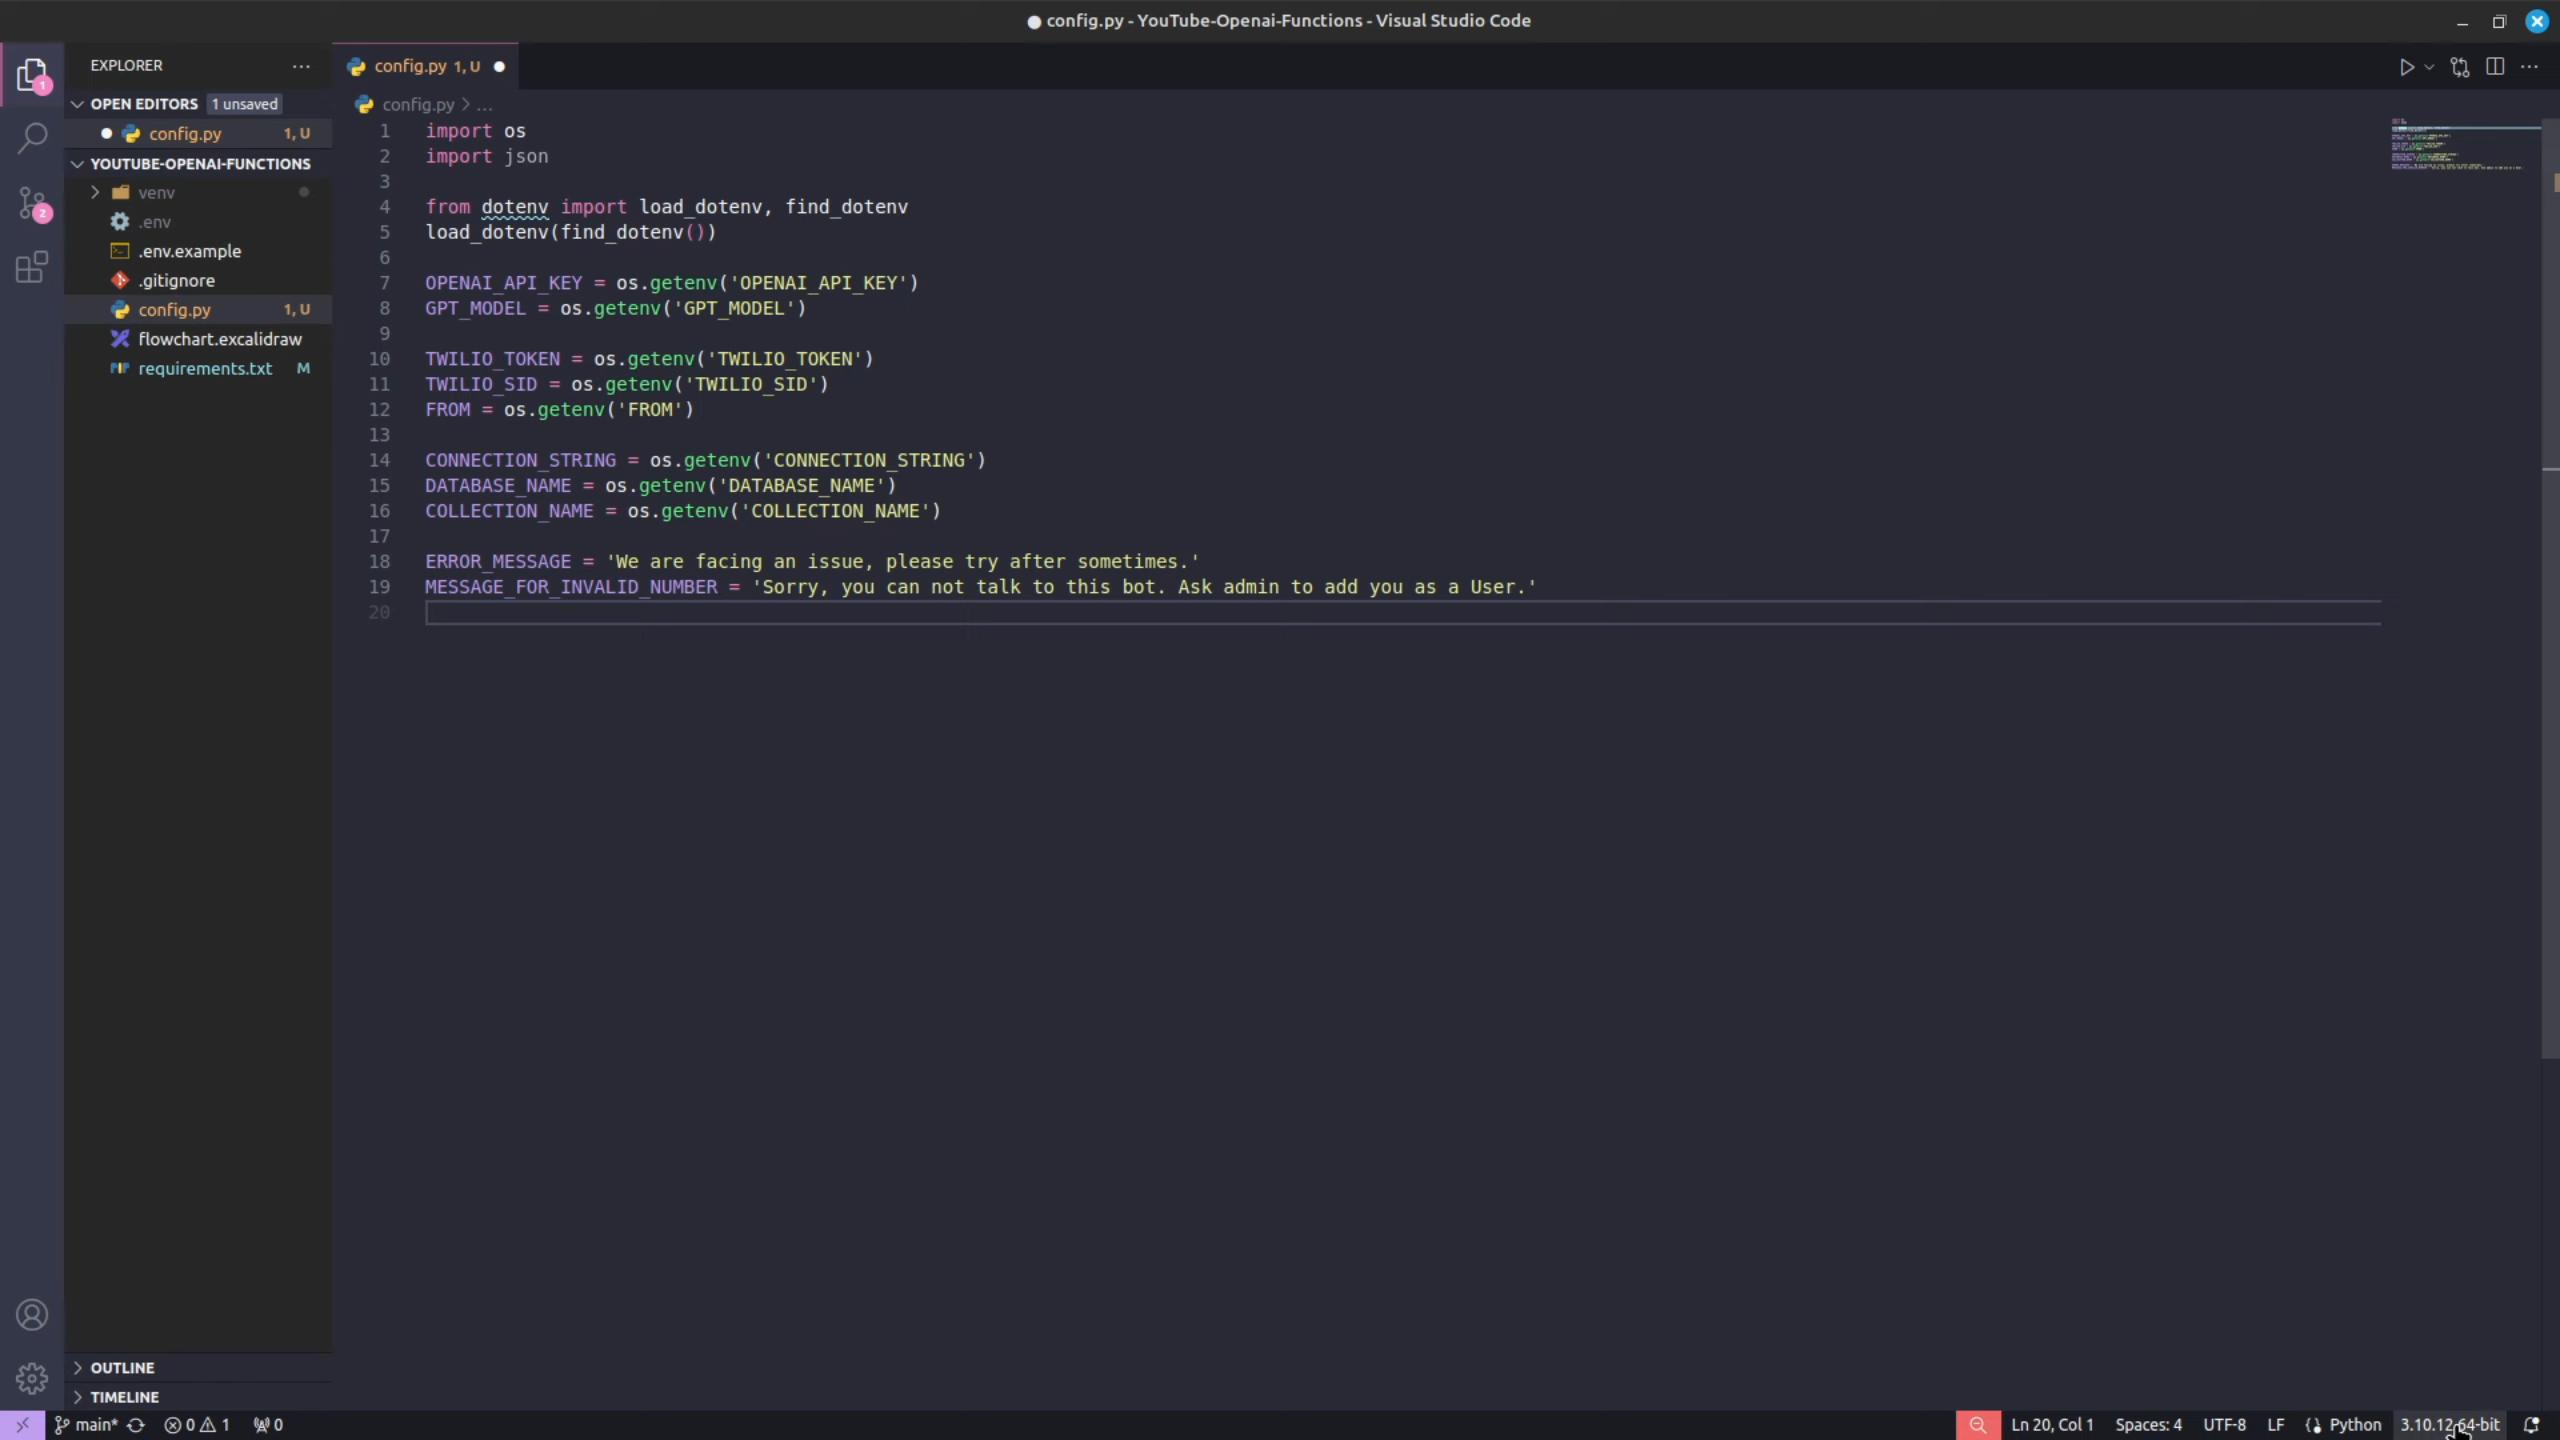 config.py - YouTube-Openai-Functions - Visual Studio Code
EXPLORER
OPEN EDITORS 1 unsaved
config.py 1, U
YOUTUBE-OPENAI-FUNCTIONS
venv
.env
.env.example
.gitignore
config.py 1, U
flowchart.excalidraw
requirements.txt M
OUTLINE
TIMELINE
1
2
config.py 1, U
config.py > ...
1 import os
2 import json
3
4 from dotenv import load_dotenv, find_dotenv
5 load_dotenv(find_dotenv())
6
7 OPENAI_API_KEY = os.getenv('OPENAI_API_KEY')
8 GPT_MODEL = os.getenv('GPT_MODEL')
9
10 TWILIO_TOKEN = os.getenv('TWILIO_TOKEN')
11 TWILIO_SID = os.getenv('TWILIO_SID')
12 FROM = os.getenv('FROM')
13
14 CONNECTION_STRING = os.getenv('CONNECTION_STRING')
15 DATABASE_NAME = os.getenv('DATABASE_NAME')
16 COLLECTION_NAME = os.getenv('COLLECTION_NAME')
17
18 ERROR_MESSAGE = 'We are facing an issue, please try after sometimes.'
19 MESSAGE_FOR_INVALID_NUMBER = 'Sorry, you can not talk to this bot. Ask admin to add you as a User.'
20
main* 0 1 0
Ln 20, Col 1 Spaces: 4 UTF-8 LF Python 3.10.12 64-bit